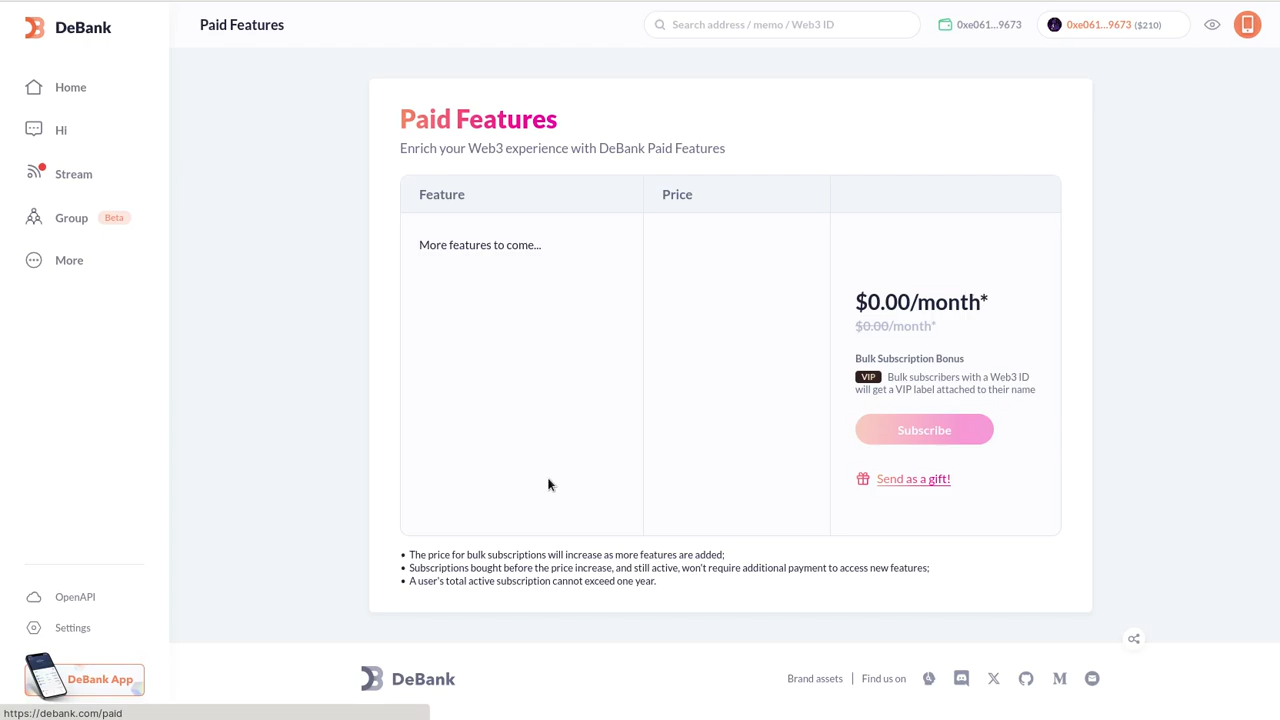 DeBank
Paid Features
Search address / memo / Web3 ID
0xe061...9673
0xe061...9673 ($210)
Home
Hi
Stream
Group Beta
More
OpenAPI
Settings
DeBank App
Paid Features
Enrich your Web3 experience with DeBank Paid Features
Feature Price
More features to come...
$0.00/month*
$0.00/month*
Bulk Subscription Bonus
VIP Bulk subscribers with a Web3 ID
will get a VIP label attached to their name
Subscribe
Send as a gift!
• The price for bulk subscriptions will increase as more features are added;
• Subscriptions bought before the price increase, and still active, won't require additional payment to access new features;
• A user's total active subscription cannot exceed one year.
DeBank
Brand assets | Find us on
https://debank.com/paid